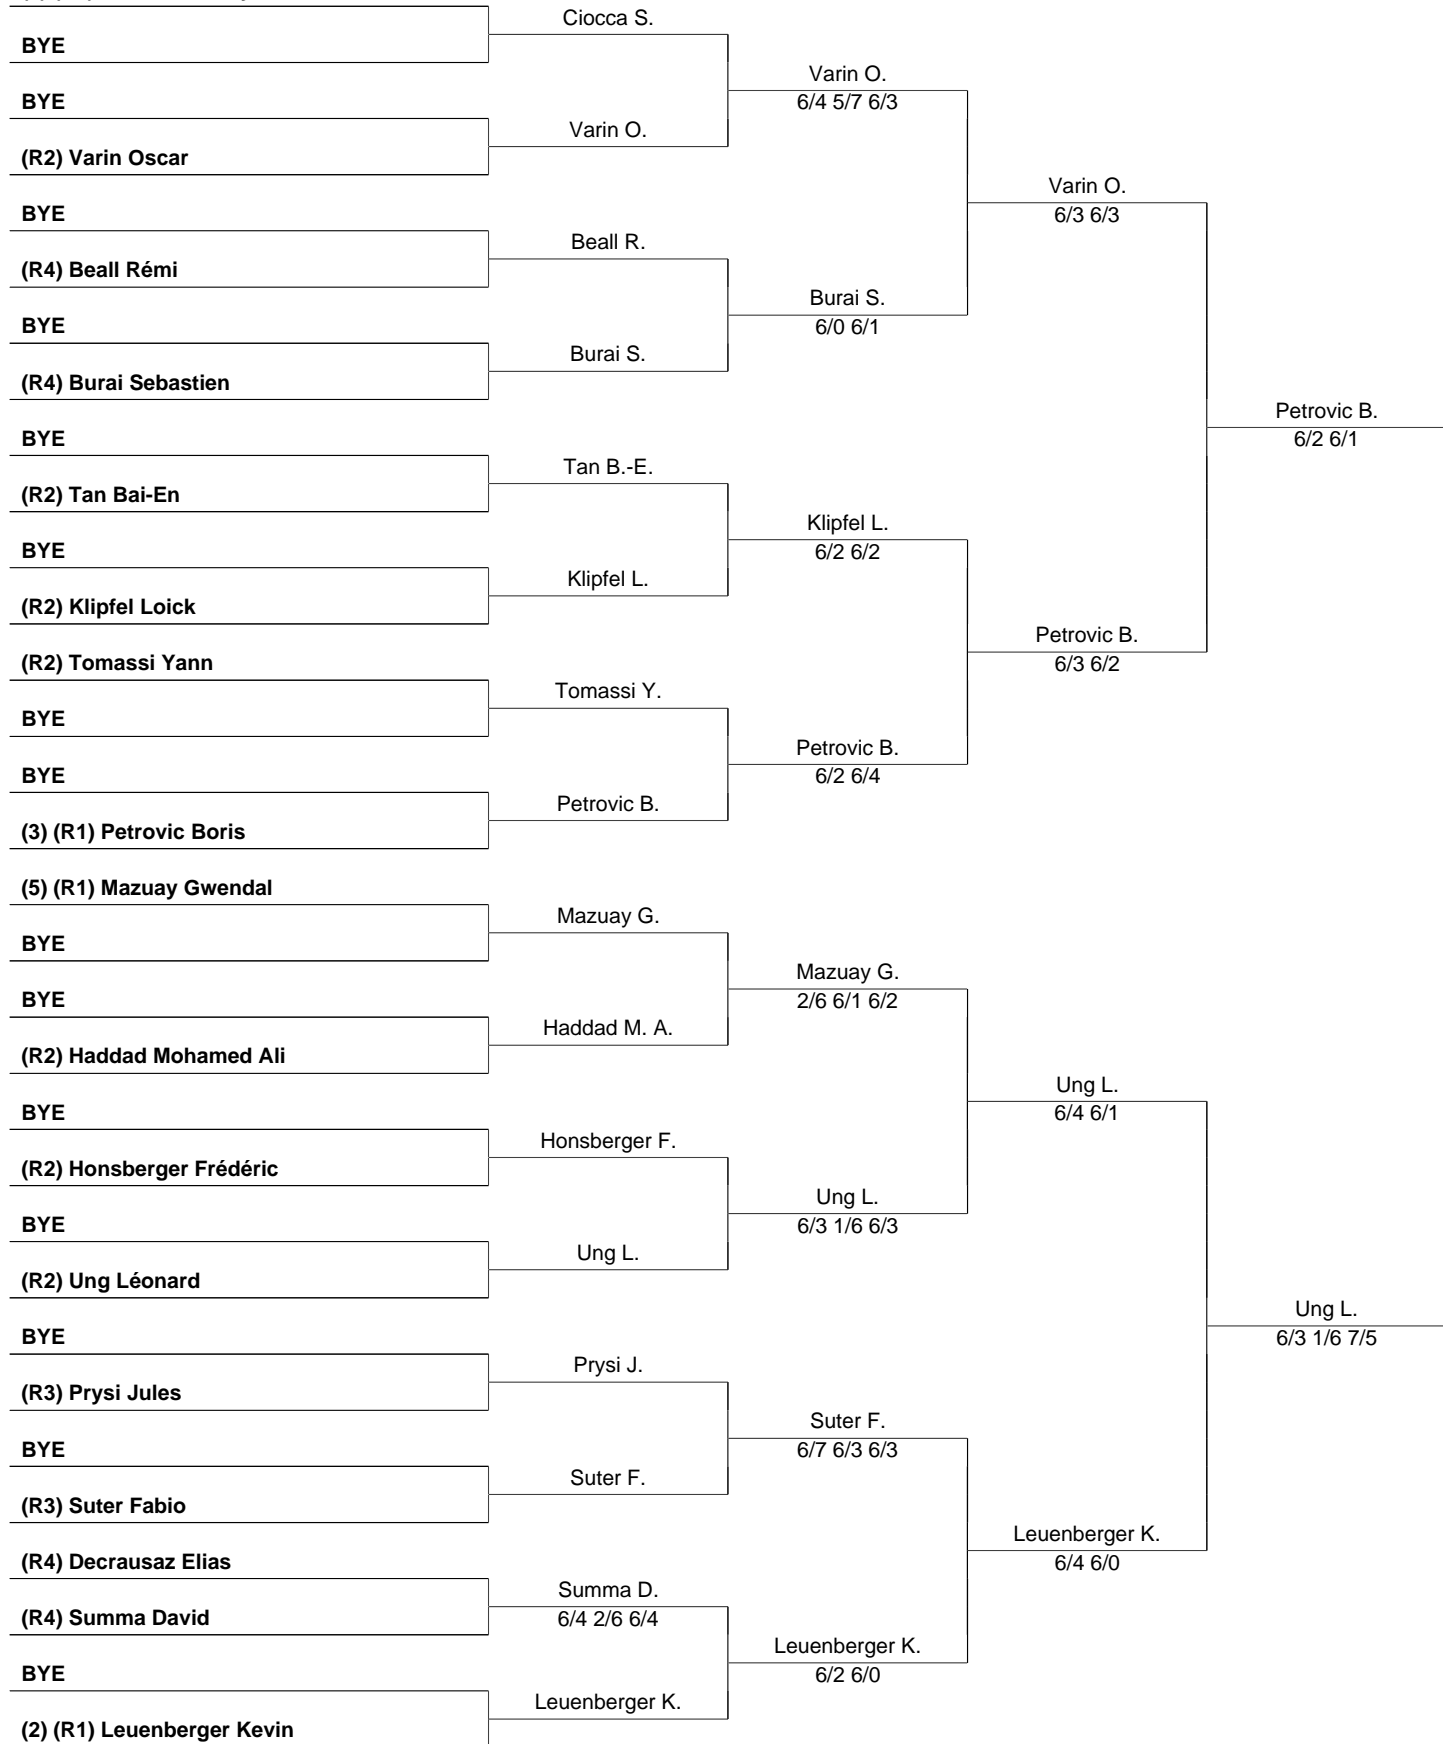 Ciocca S.
BYE
Varin O.
BYE
6/4 5/7 6/3
Varin O.
(R2) Varin Oscar
Varin O.
BYE
6/3 6/3
Beall R.
(R4) Beall Rémi
Burai S.
BYE
6/0 6/1
Burai S.
(R4) Burai Sebastien
Petrovic B.
BYE
6/2 6/1
Tan B.-E.
(R2) Tan Bai-En
Klipfel L.
BYE
6/2 6/2
Klipfel L.
(R2) Klipfel Loick
Petrovic B.
(R2) Tomassi Yann
6/3 6/2
Tomassi Y.
BYE
Petrovic B.
BYE
6/2 6/4
Petrovic B.
(3) (R1) Petrovic Boris
(5) (R1) Mazuay Gwendal
Mazuay G.
BYE
Mazuay G.
BYE
2/6 6/1 6/2
Haddad M. A.
(R2) Haddad Mohamed Ali
Ung L.
BYE
6/4 6/1
Honsberger F.
(R2) Honsberger Frédéric
Ung L.
BYE
6/3 1/6 6/3
Ung L.
(R2) Ung Léonard
Ung L.
BYE
6/3 1/6 7/5
Prysi J.
(R3) Prysi Jules
Suter F.
BYE
6/7 6/3 6/3
Suter F.
(R3) Suter Fabio
Leuenberger K.
(R4) Decrausaz Elias
6/4 6/0
Summa D.
(R4) Summa David
6/4 2/6 6/4
Leuenberger K.
BYE
6/2 6/0
Leuenberger K.
(2) (R1) Leuenberger Kevin